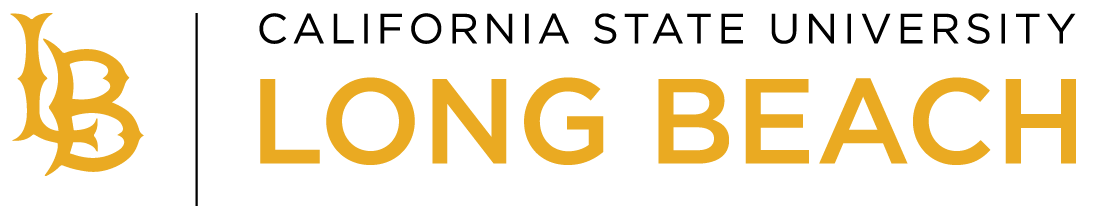 LB
CALIFORNIA STATE UNIVERSITY
LONG BEACH